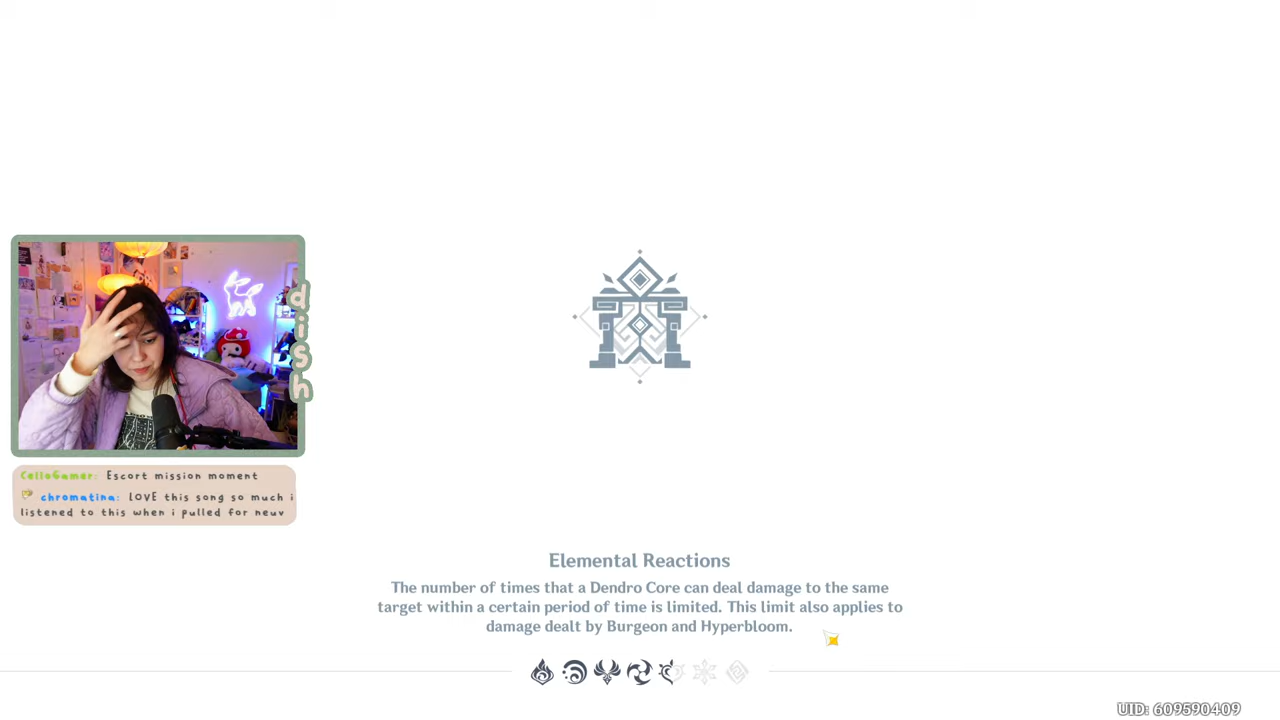 dish
CelloGamer: Escort mission moment
chromatina: LOVE this song so much i
listened to this when i pulled for neuv
Elemental Reactions
The number of times that a Dendro Core can deal damage to the same
target within a certain period of time is limited. This limit also applies to
damage dealt by Burgeon and Hyperbloom.
UID: 609590409